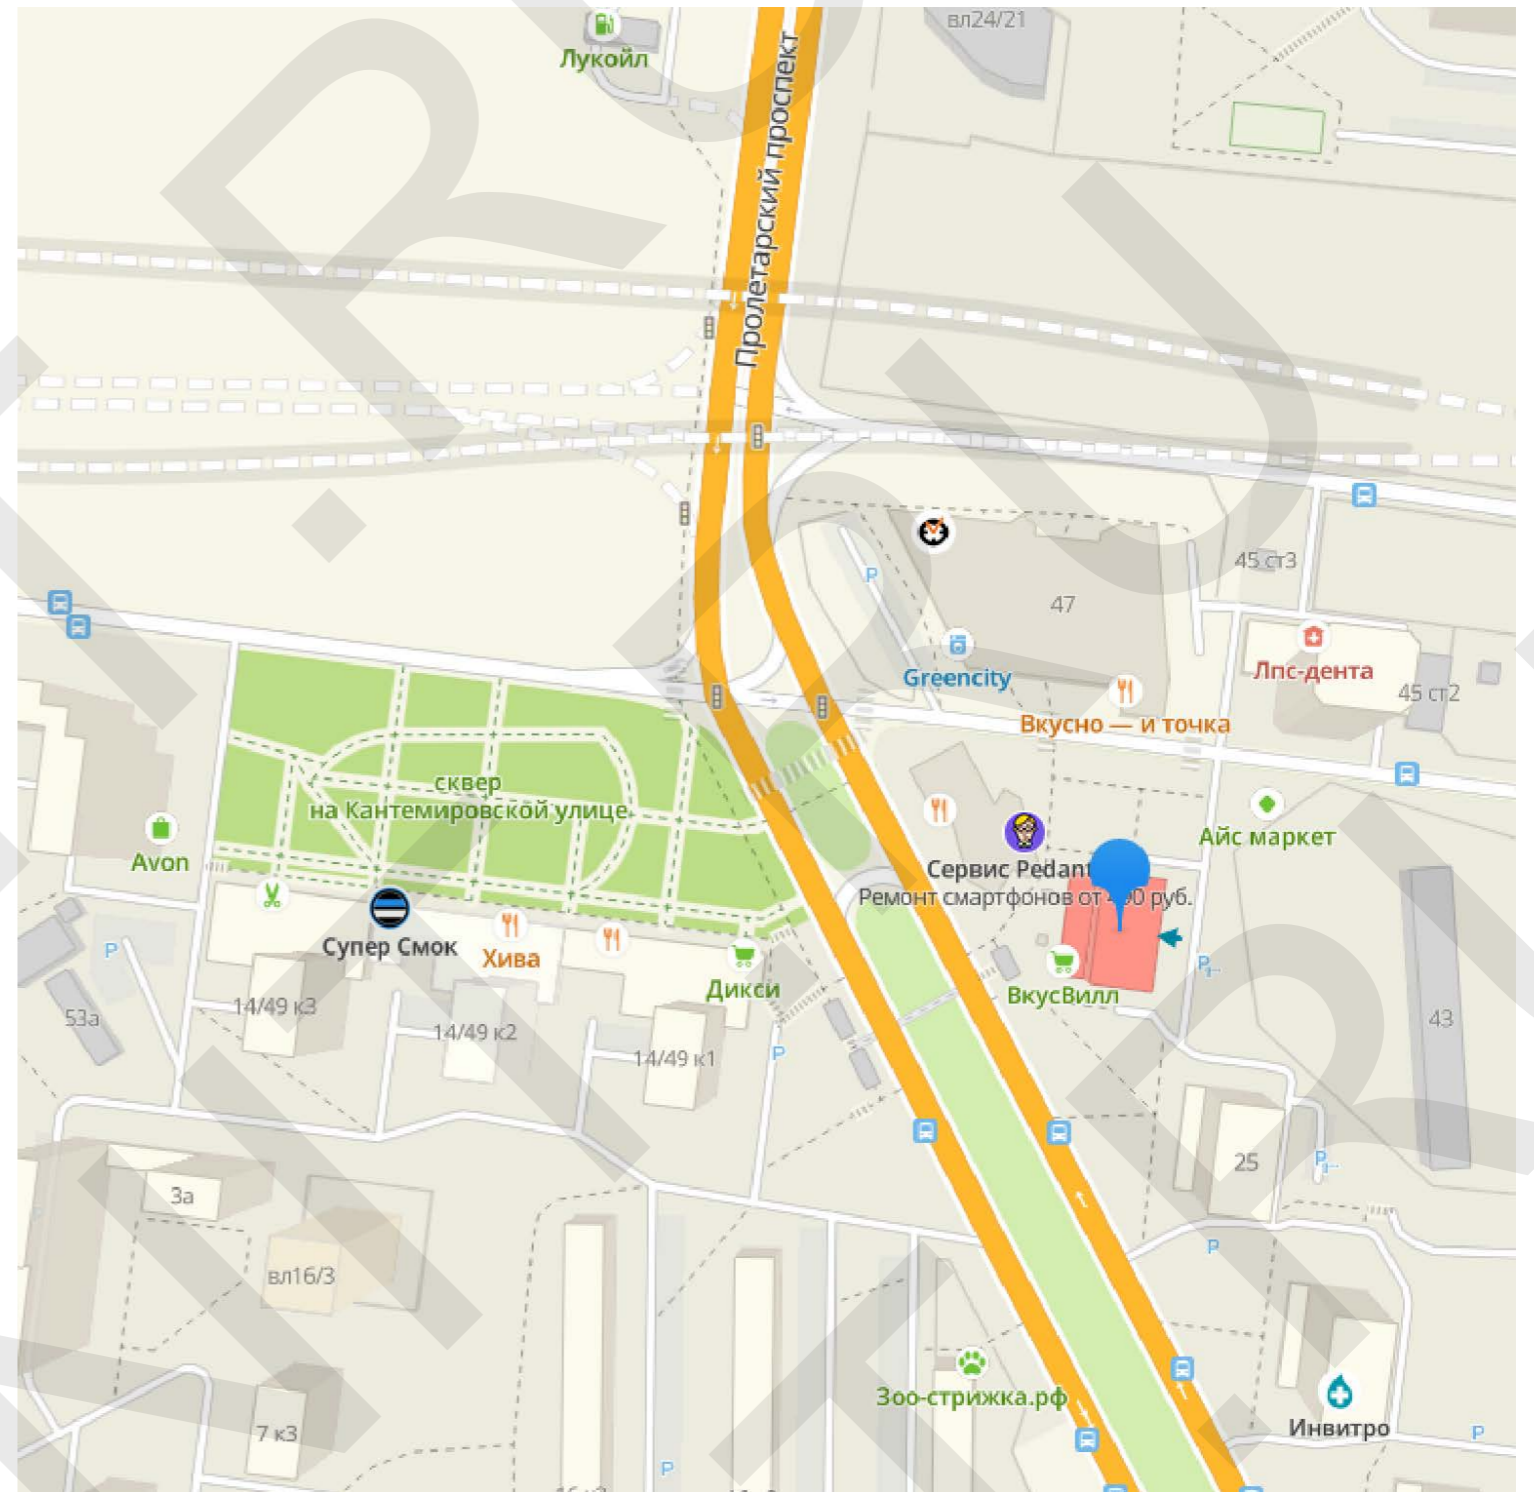 вл24/21
Лукойл
Пролетарский проспект
P
45 ст3
47
Лпс-дента
Greencity
45 ст2
Вкусно — и точка
сквер
на Кантемировской улице
Айс маркет
Avon
Сервис Pedant
Ремонт смартфонов от руб.
Супер Смок
Хива
P
P
Дикси
ВкусВилл
14/49 к3
53а
14/49 к2
43
14/49 к1
P
25
P
3а
P
P
вл16/3
Зоо-стрижка.рф
Инвитро
7 к3
P
P